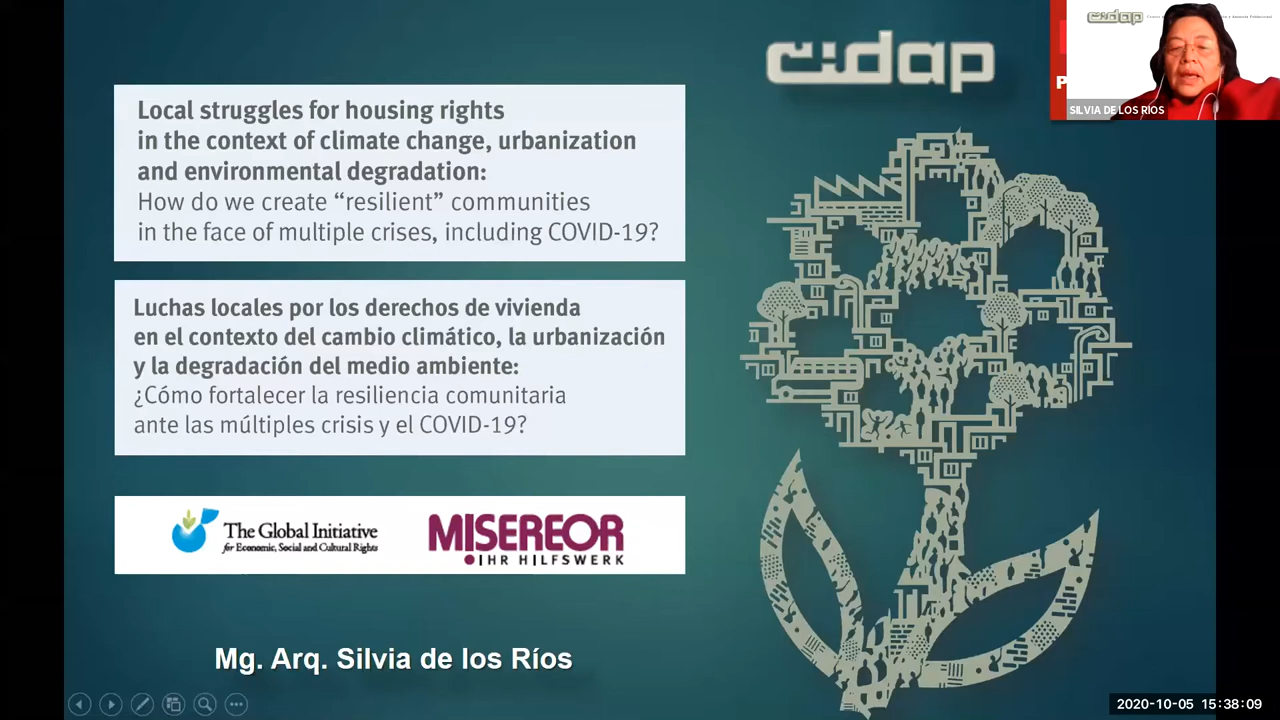 cidap
Local struggles for housing rights
in the context of climate change, urbanization
and environmental degradation:
How do we create “resilient” communities
in the face of multiple crises, including COVID-19?
Luchas locales por los derechos de vivienda
en el contexto del cambio climático, la urbanización
y la degradación del medio ambiente:
¿Cómo fortalecer la resiliencia comunitaria
ante las múltiples crisis y el COVID-19?
The Global Initiative
for Economic, Social and Cultural Rights
MISEREOR
IHR HILFSWERK
Mg. Arq. Silvia de los Ríos
cidap
P
SILVIA DE LOS RIOS
2020-10-05 15:38:09